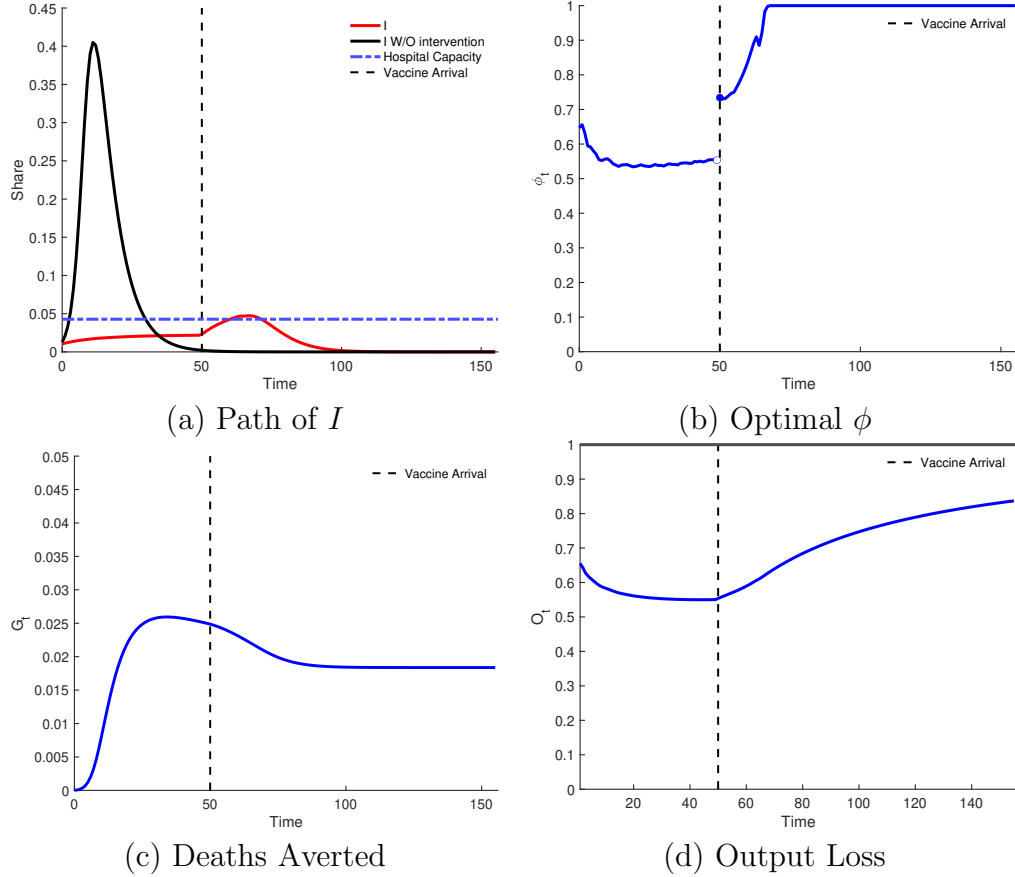 0.45
0.4
0.35
0.3
0.25
0.2
0.15
0.1
0.05
0
Share
0 50 100 150
Time
I
I W/O intervention
Hospital Capacity
Vaccine Arrival
(a) Path of I
1
0.9
0.8
0.7
0.6
0.5
0.4
0.3
0.2
0.1
0
ϕt
0 50 100 150
Time
Vaccine Arrival
(b) Optimal ϕ
0.05
0.045
0.04
0.035
0.03
0.025
0.02
0.015
0.01
0.005
0
Gt
0 50 100 150
Time
Vaccine Arrival
(c) Deaths Averted
1
0.9
0.8
0.7
0.6
0.5
0.4
0.3
0.2
0.1
0
Ot
20 40 60 80 100 120 140
Time
Vaccine Arrival
(d) Output Loss